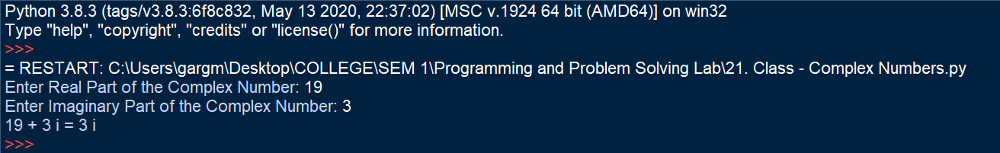 Python 3.8.3 (tags/v3.8.3:6f8c832, May 13 2020, 22:37:02) [MSC v.1924 64 bit (AMD64)] on win32
Type "help", "copyright", "credits" or "license()" for more information.
>>>
= RESTART: C:\Users\gargm\Desktop\COLLEGE\SEM 1\Programming and Problem Solving Lab\21. Class - Complex Numbers.py
Enter Real Part of the Complex Number: 19
Enter Imaginary Part of the Complex Number: 3
19 + 3 i = 3 i
>>>